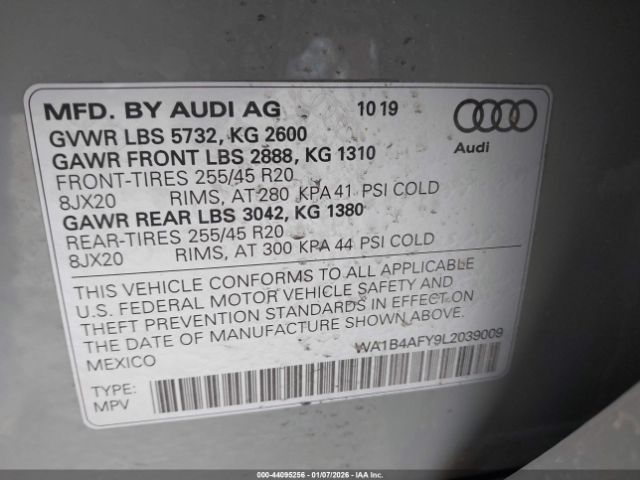 MFD. BY AUDI AG 10 19
GVWR LBS 5732, KG 2600
GAWR FRONT LBS 2888, KG 1310
FRONT-TIRES 255/45 R20
8JX20 RIMS, AT 280 KPA 41 PSI COLD
GAWR REAR LBS 3042, KG 1380
REAR-TIRES 255/45 R20
8JX20 RIMS, AT 300 KPA 44 PSI COLD
Audi
THIS VEHICLE CONFORMS TO ALL APPLICABLE
U.S. FEDERAL MOTOR VEHICLE SAFETY, BUMPER, AND
THEFT PREVENTION STANDARDS IN EFFECT ON
THE DATE OF MANUFACTURE SHOWN ABOVE.
MEXICO
WA1B4AFY9L2039009
TYPE:
MPV
000-44095256 - 01/07/2026 - IAA Inc.